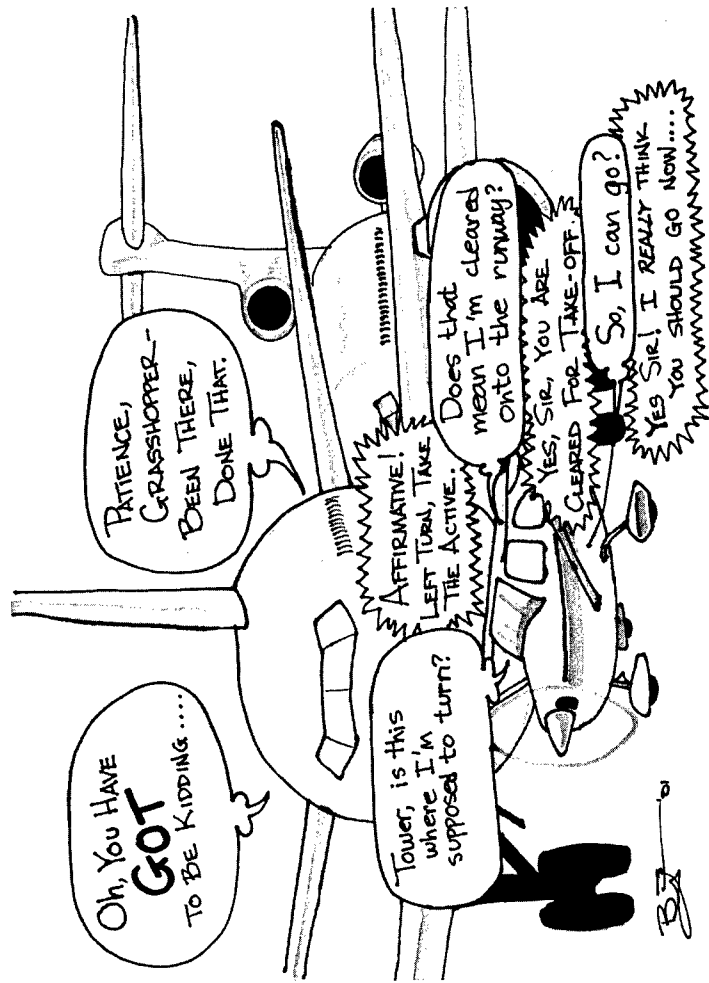 Oh, You Have
GOT
to be kidding....
Patience,
Grasshopper-
Been there,
Done that.
Tower, is this
where I'm
supposed to turn?
Affirmative!
Left turn, take
the active..
Does that
mean I'm cleared
onto the runway?
Yes, Sir, you are
cleared for take-off..
So, I can go?
Yes Sir! I really think
you should go now....
'01